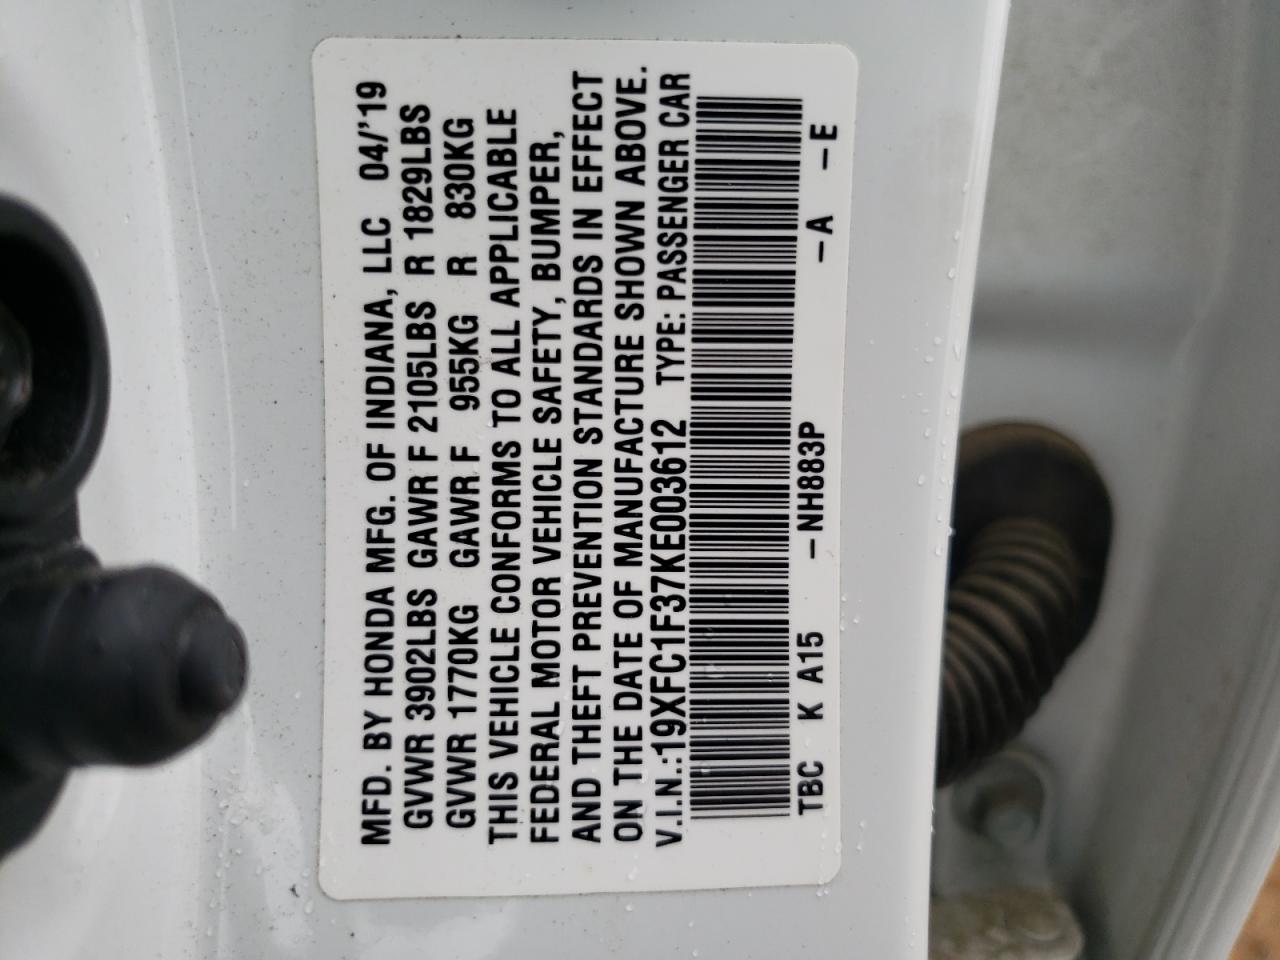 MFD. BY HONDA MFG. OF INDIANA, LLC 04/'19
GVWR 3902LBS GAWR F 2105LBS R 1829LBS
GVWR 1770KG GAWR F 955KG R 830KG
THIS VEHICLE CONFORMS TO ALL APPLICABLE
FEDERAL MOTOR VEHICLE SAFETY, BUMPER,
AND THEFT PREVENTION STANDARDS IN EFFECT
ON THE DATE OF MANUFACTURE SHOWN ABOVE.
V.I.N.:19XFC1F37KE003612 TYPE: PASSENGER CAR
TBC K A15 -NH883P -A -E